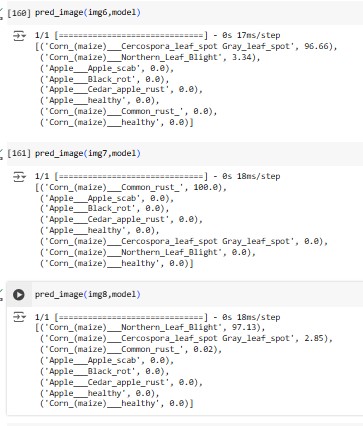 [160] pred_image(img6,model)
1/1 [==============================] - 0s 17ms/step
[('Corn_(maize)___Cercospora_leaf_spot Gray_leaf_spot', 96.66),
('Corn_(maize)___Northern_Leaf_Blight', 3.34),
('Apple___Apple_scab', 0.0),
('Apple___Black_rot', 0.0),
('Apple___Cedar_apple_rust', 0.0),
('Apple___healthy', 0.0),
('Corn_(maize)___Common_rust_', 0.0),
('Corn_(maize)___healthy', 0.0)]
[161] pred_image(img7,model)
1/1 [==============================] - 0s 18ms/step
[('Corn_(maize)___Common_rust_', 100.0),
('Apple___Apple_scab', 0.0),
('Apple___Black_rot', 0.0),
('Apple___Cedar_apple_rust', 0.0),
('Apple___healthy', 0.0),
('Corn_(maize)___Cercospora_leaf_spot Gray_leaf_spot', 0.0),
('Corn_(maize)___Northern_Leaf_Blight', 0.0),
('Corn_(maize)___healthy', 0.0)]
pred_image(img8,model)
1/1 [==============================] - 0s 18ms/step
[('Corn_(maize)___Northern_Leaf_Blight', 97.13),
('Corn_(maize)___Cercospora_leaf_spot Gray_leaf_spot', 2.85),
('Corn_(maize)___Common_rust_', 0.02),
('Apple___Apple_scab', 0.0),
('Apple___Black_rot', 0.0),
('Apple___Cedar_apple_rust', 0.0),
('Apple___healthy', 0.0),
('Corn_(maize)___healthy', 0.0)]